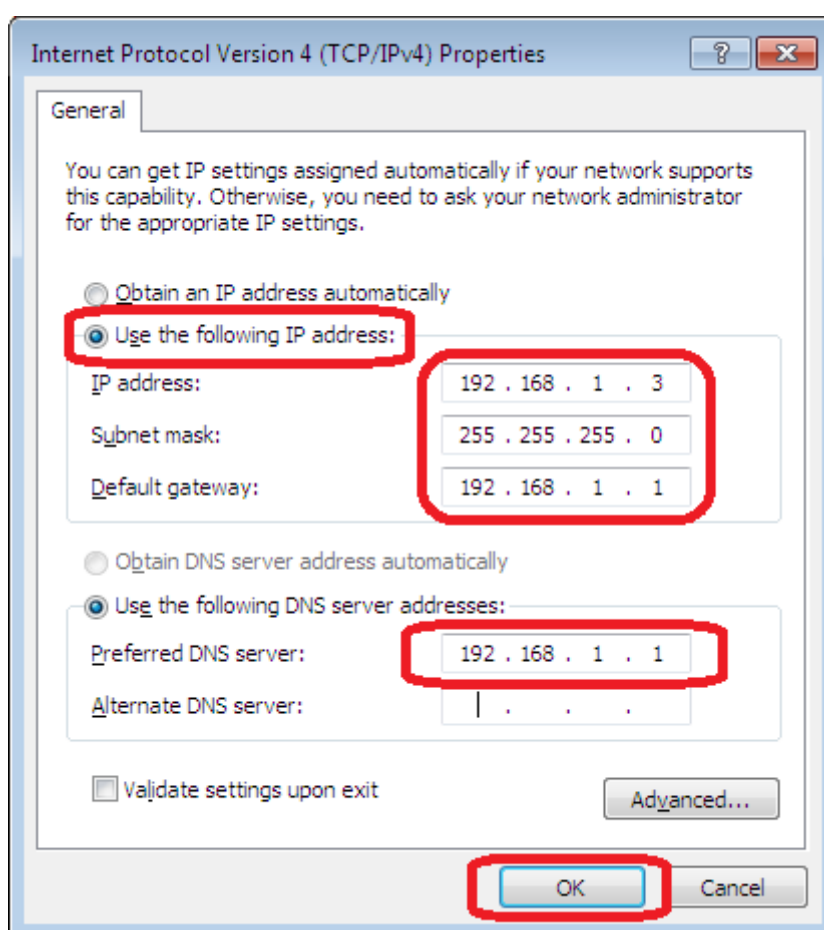 Internet Protocol Version 4 (TCP/IPv4) Properties
General
You can get IP settings assigned automatically if your network supports
this capability. Otherwise, you need to ask your network administrator
for the appropriate IP settings.
Obtain an IP address automatically
Use the following IP address:
IP address: 192 . 168 . 1 . 3
Subnet mask: 255 . 255 . 255 . 0
Default gateway: 192 . 168 . 1 . 1
Obtain DNS server address automatically
Use the following DNS server addresses:
Preferred DNS server: 192 . 168 . 1 . 1
Alternate DNS server: . . .
Validate settings upon exit
Advanced...
OK Cancel